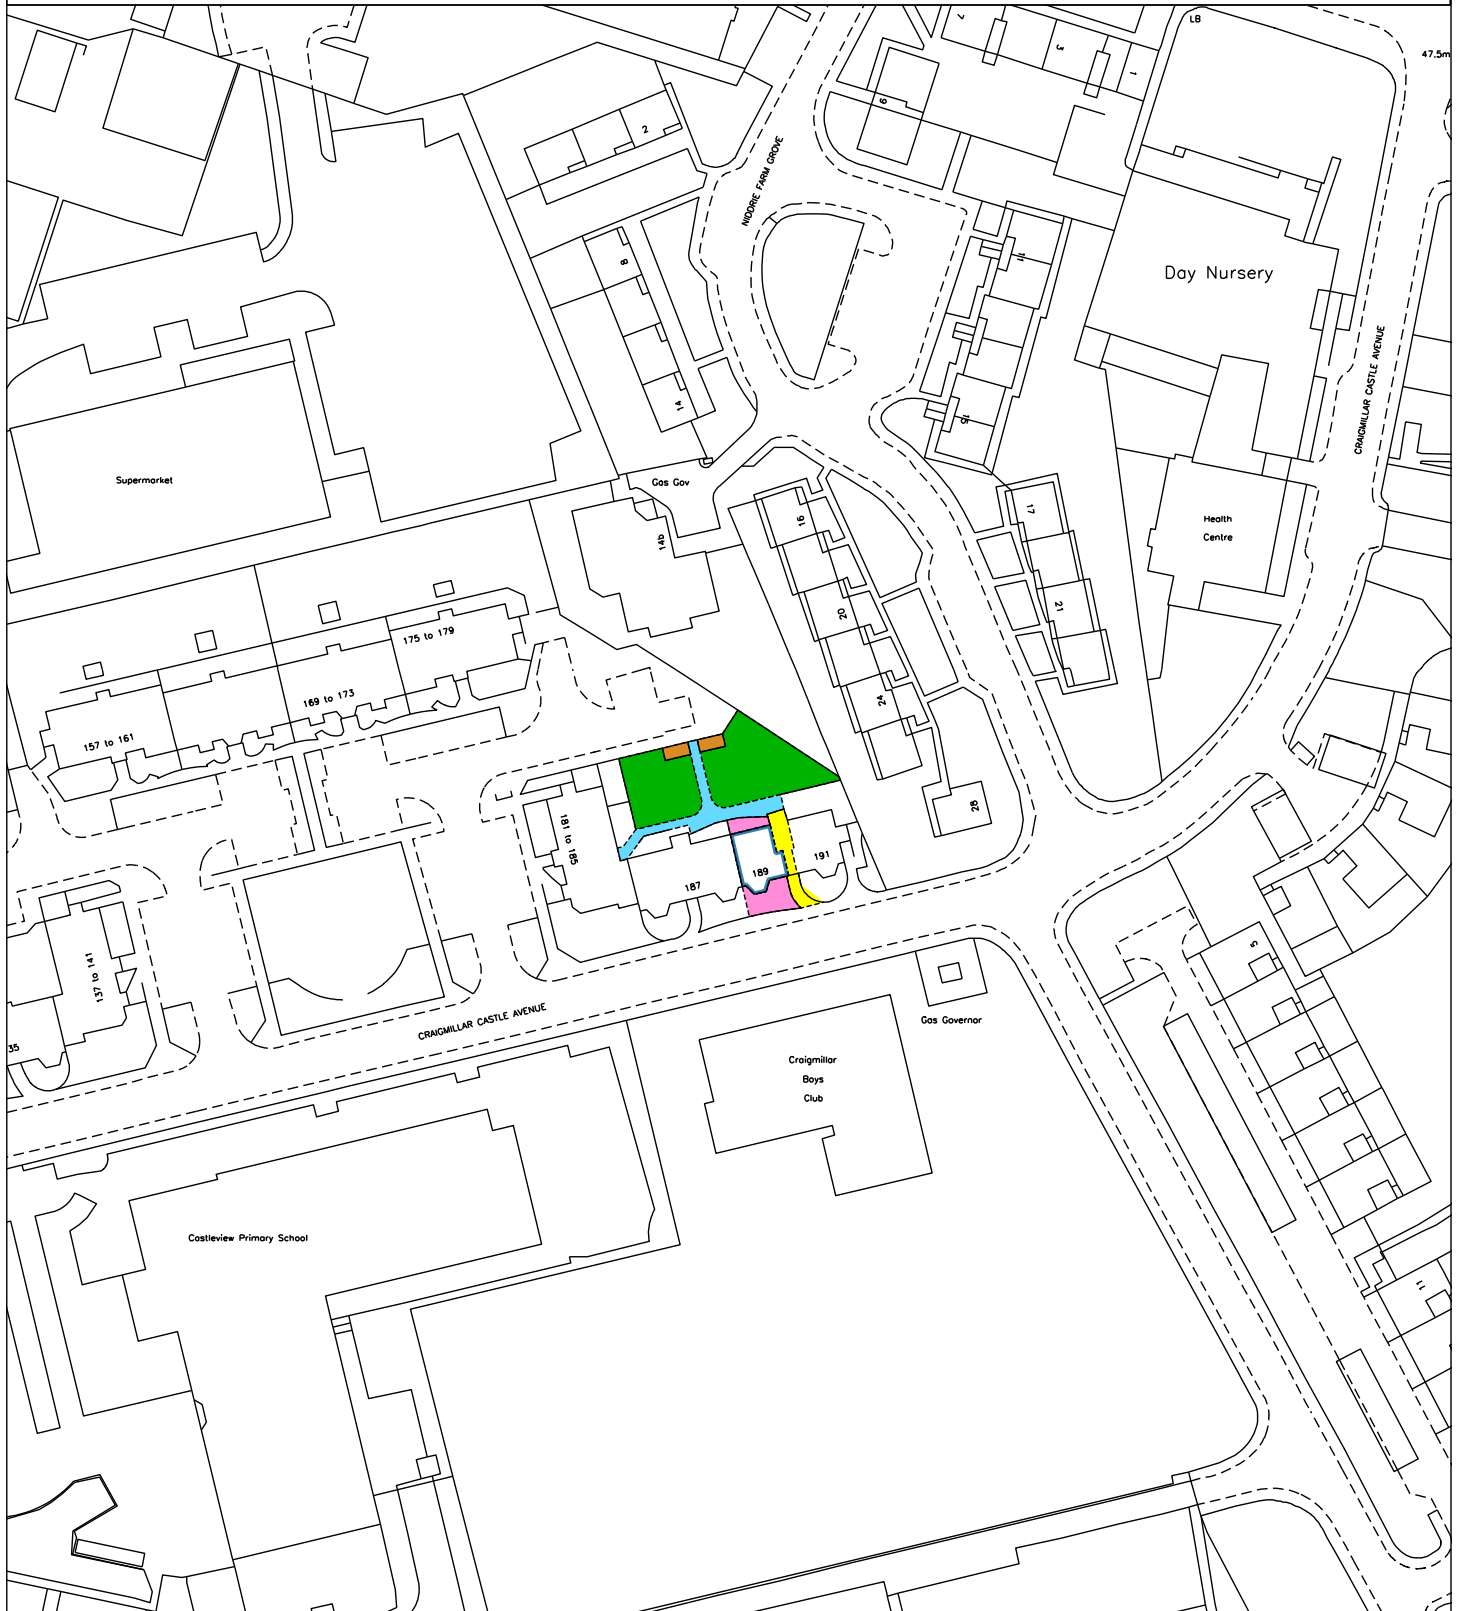 LB
47.5m
7
3
1
6
2
NIDDRIE FARM GROVE
8
11
Day Nursery
CRAIGMILLAR CASTLE AVENUE
14
15
Supermarket
Gas Gov
16
17
14b
Health
Centre
20
21
175 to 179
169 to 173
24
157 to 161
28
181 to 185
191
189
187
5
137 to 141
CRAIGMILLAR CASTLE AVENUE
Gas Governor
35
Craigmillar
Boys
Club
Castleview Primary School
11